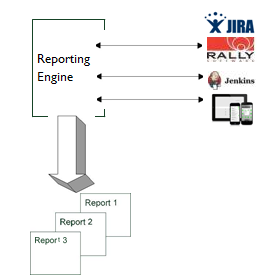 JIRA
Reporting
Engine
RALLY
SOFTWARE
Jenkins
Report 1
Report 2
Report 3